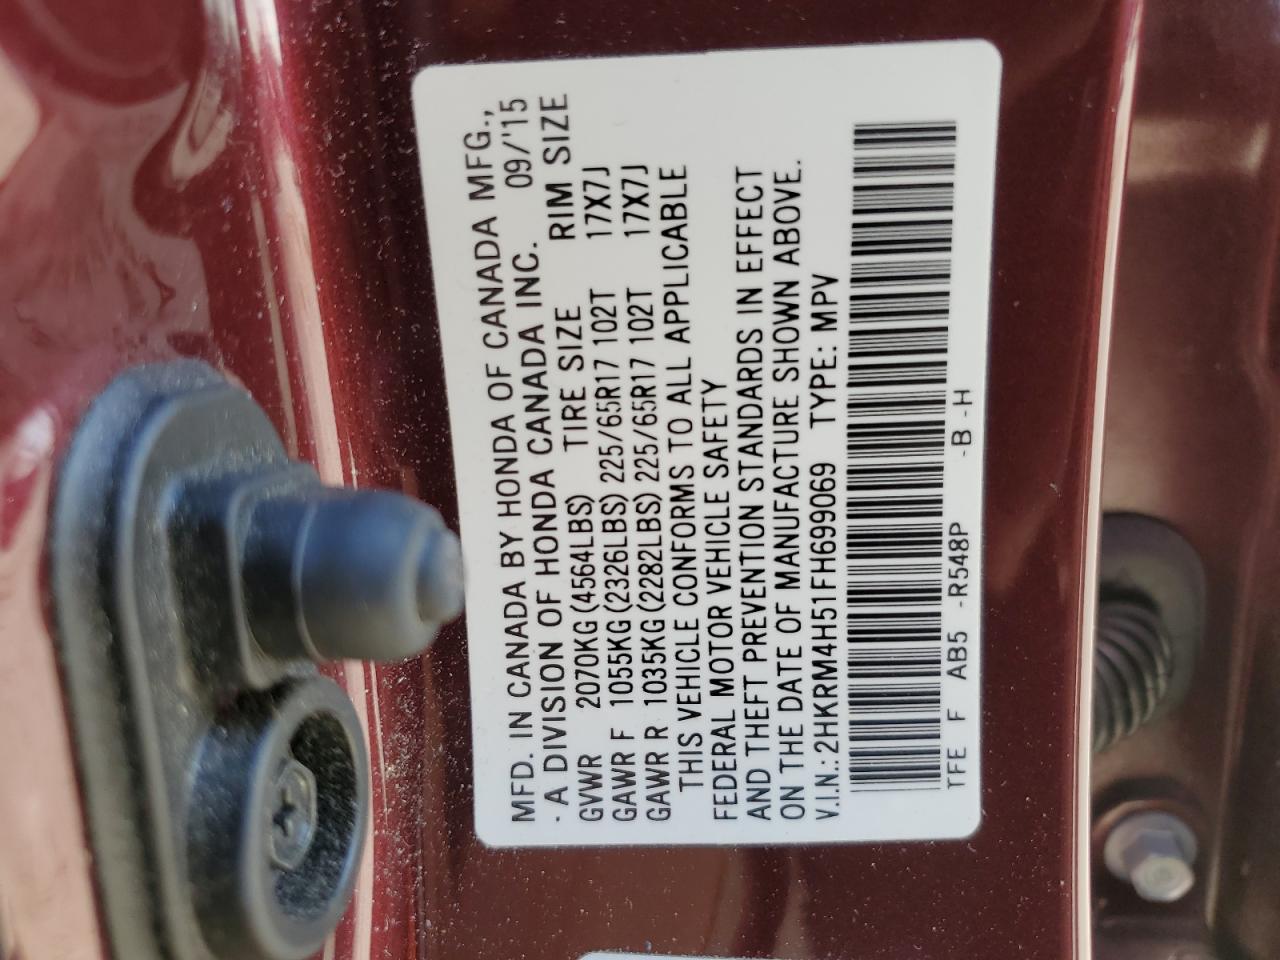 MFD. IN CANADA BY HONDA OF CANADA MFG.,
· A DIVISION OF HONDA CANADA INC. 09/'15
GVWR 2070KG(4564LBS) TIRE SIZE RIM SIZE
GAWR F 1055KG(2326LBS) 225/65R17 102T 17X7J
GAWR R 1035KG(2282LBS) 225/65R17 102T 17X7J
THIS VEHICLE CONFORMS TO ALL APPLICABLE
FEDERAL MOTOR VEHICLE SAFETY
AND THEFT PREVENTION STANDARDS IN EFFECT
ON THE DATE OF MANUFACTURE SHOWN ABOVE.
V.I.N.:2HKRM4H51FH699069 TYPE: MPV
TFE F AB5 -R548P -B-H